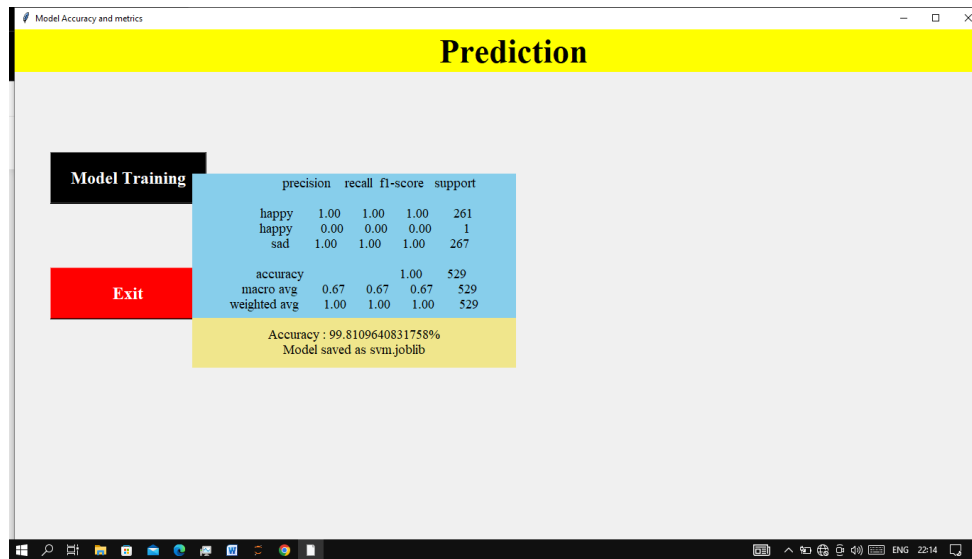 Model Accuracy and metrics
Prediction
Model Training
precision recall f1-score support
happy 1.00 1.00 1.00 261
happy 0.00 0.00 0.00 1
sad 1.00 1.00 1.00 267
accuracy 1.00 529
macro avg 0.67 0.67 0.67 529
weighted avg 1.00 1.00 1.00 529
Exit
Accuracy : 99.8109640831758%
Model saved as svm.joblib
ENG 22:14